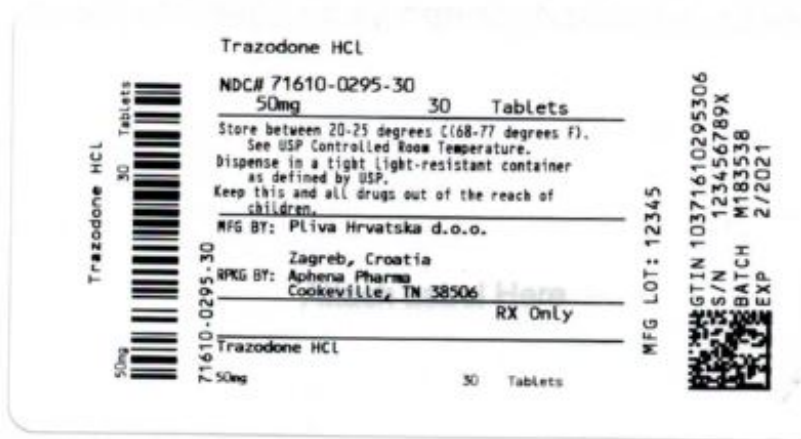 Trazodone HCl
NDC# 71610-0295-30
50mg 30 Tablets
Store between 20-25 degrees C(68-77 degrees F).
See USP Controlled Room Temperature.
Dispense in a tight light-resistant container
as defined by USP.
Keep this and all drugs out of the reach of
children.
MFG BY: Pliva Hrvatska d.o.o.
Zagreb, Croatia
RPKG BY: Aphena Pharma
Cookeville, TN 38506
RX Only
Trazodone HCl
50mg 30 Tablets
Trazodone HCl
50mg 30 Tablets
71610-0295-30
MFG LOT: 12345
GTIN 10371610295306
S/N 123456789X
BATCH M183538
EXP 2/2021